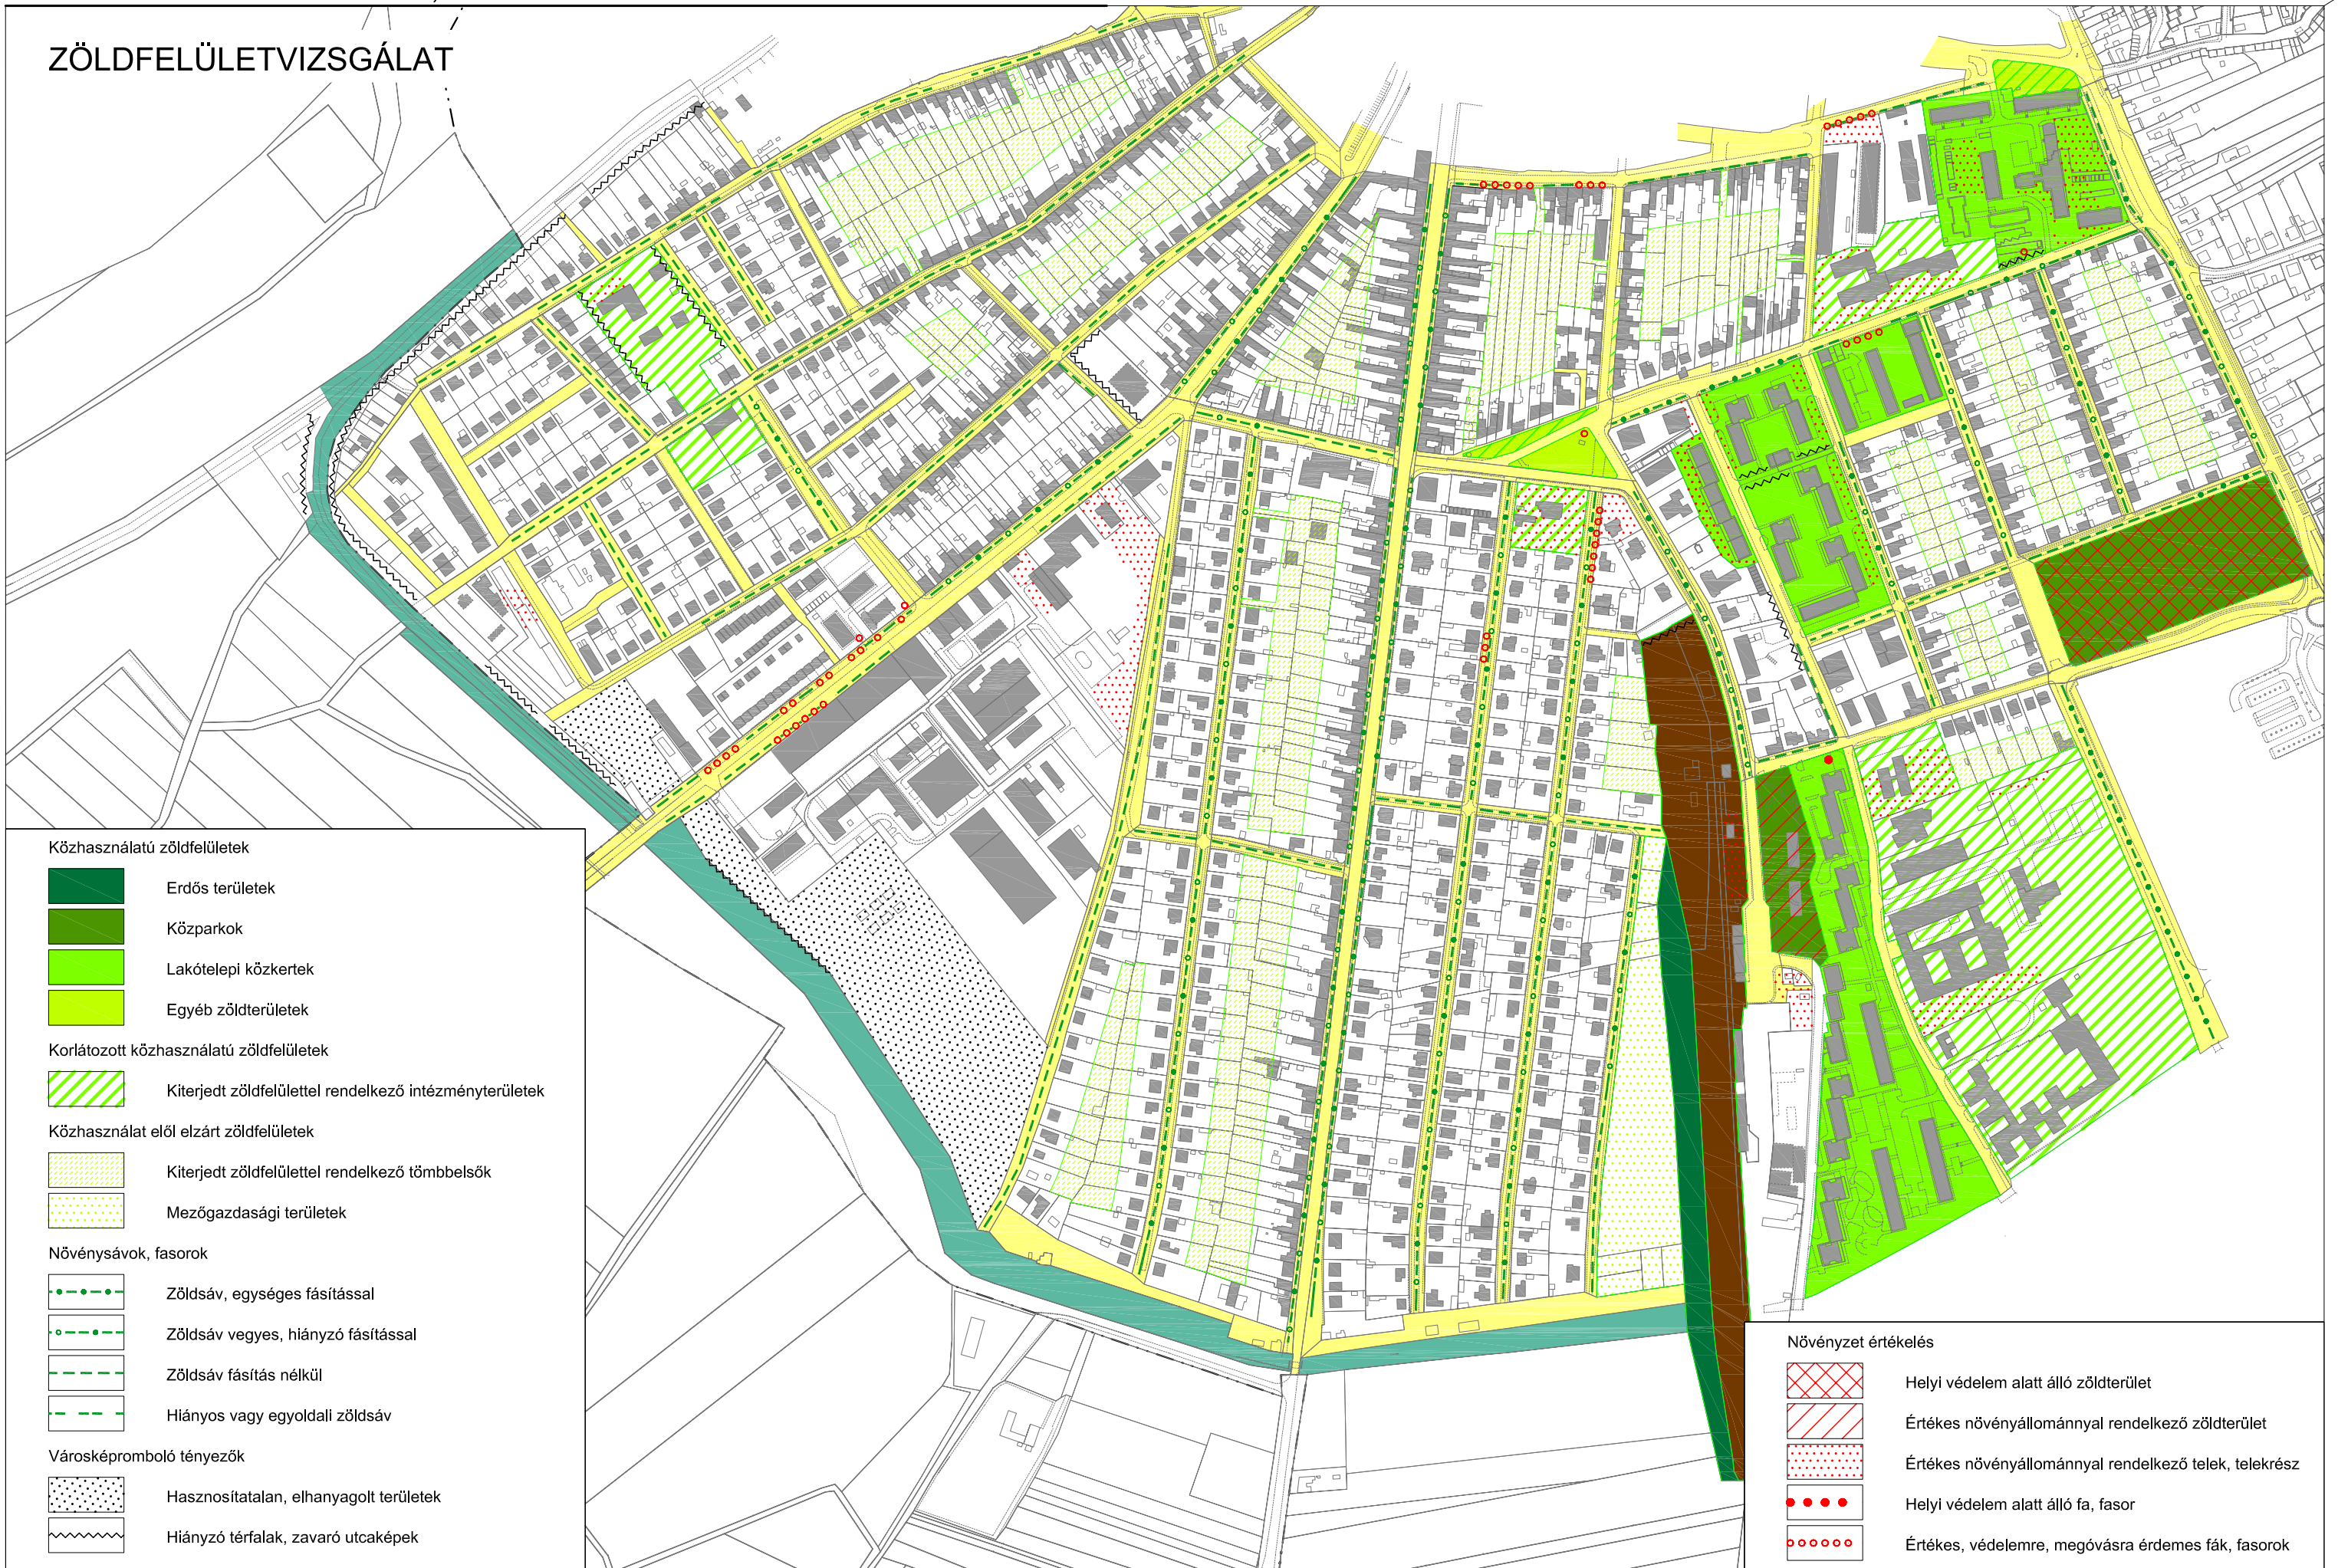 ZÖLDFELÜLETVIZSGÁLAT
Közhasználatú zöldfelületek
Erdős területek
Közparkok
Lakótelepi közkertek
Egyéb zöldterületek
Korlátozott közhasználatú zöldfelületek
Kiterjedt zöldfelülettel rendelkező intézményterületek
Közhasználat elől elzárt zöldfelületek
Kiterjedt zöldfelülettel rendelkező tömbbelsők
Mezőgazdasági területek
Növénysávok, fasorok
Zöldsáv, egységes fásítással
Zöldsáv vegyes, hiányzó fásítással
Zöldsáv fásítás nélkül
Hiányos vagy egyoldali zöldsáv
Városképromboló tényezők
Hasznosítatalan, elhanyagolt területek
Hiányzó térfalak, zavaró utcaképek
Növényzet értékelés
Helyi védelem alatt álló zöldterület
Értékes növényállománnyal rendelkező zöldterület
Értékes növényállománnyal rendelkező telek, telekrész
Helyi védelem alatt álló fa, fasor
Értékes, védelemre, megóvásra érdemes fák, fasorok